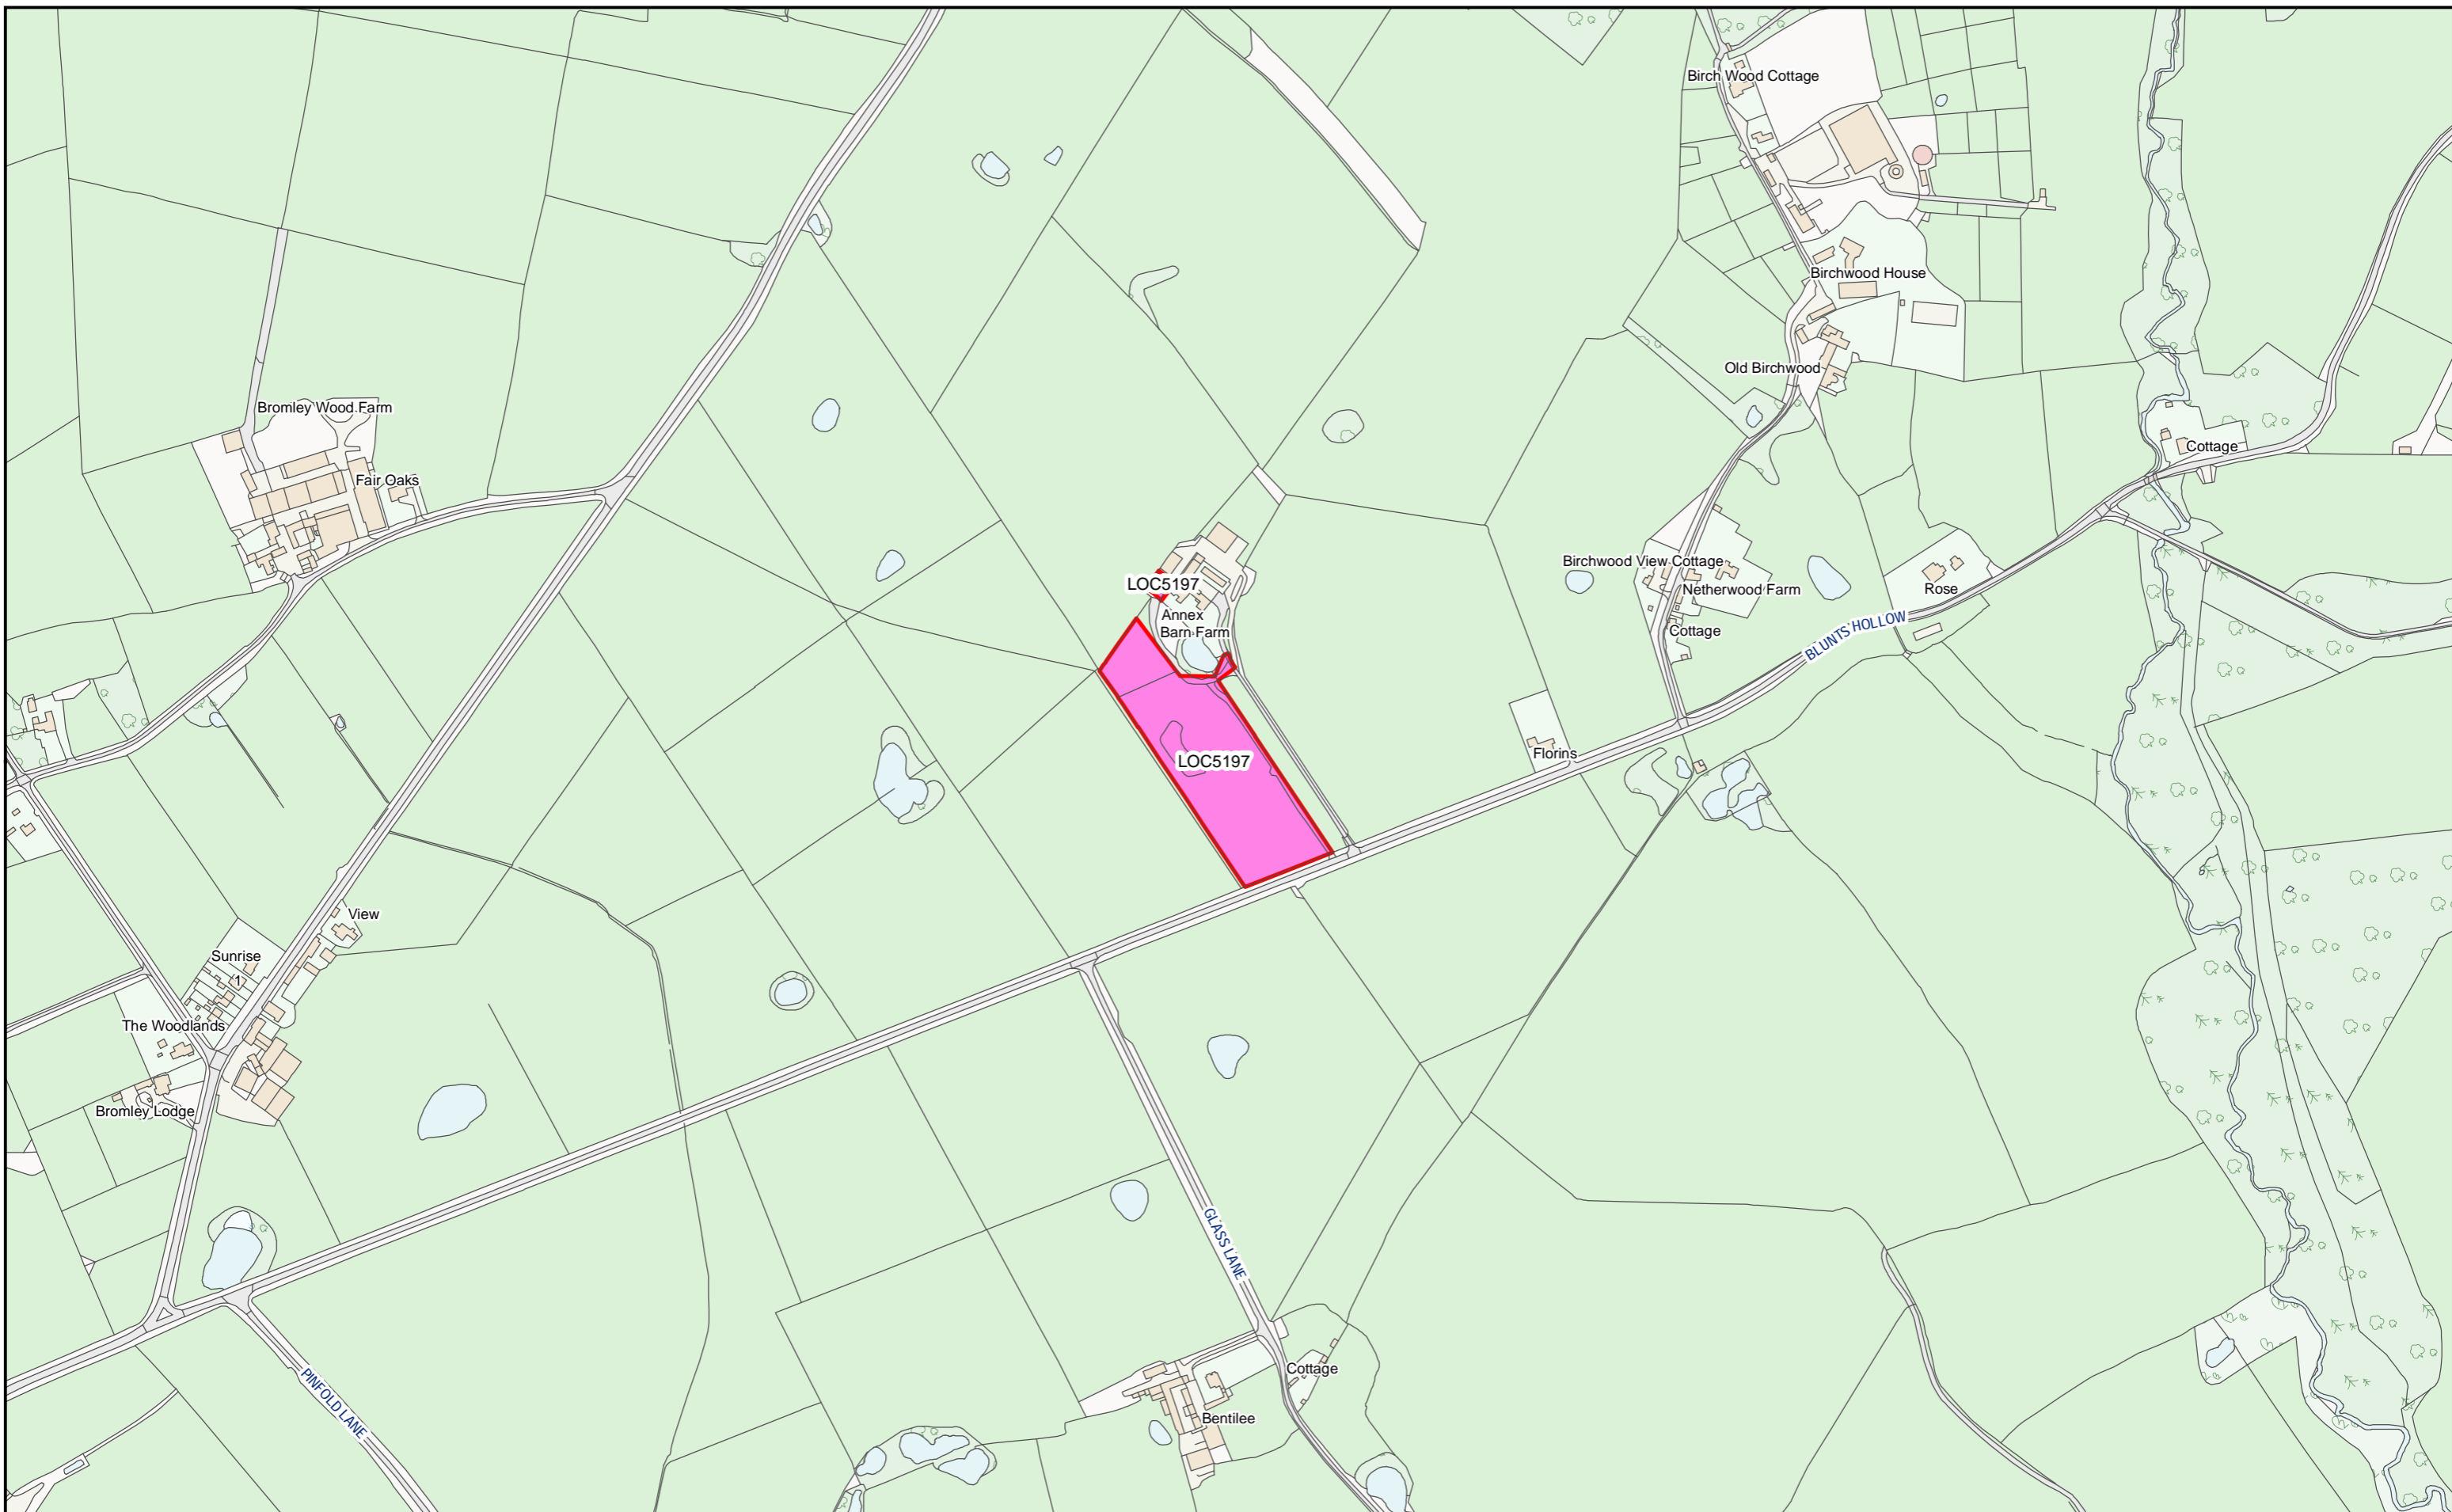 Birch Wood Cottage
Birchwood House
Old Birchwood
Bromley Wood Farm
Cottage
Fair Oaks
Birchwood View Cottage
LOC5197
Netherwood Farm
Rose
Annex
Barn Farm
Cottage
BLUNTS HOLLOW
Florins
LOC5197
View
Sunrise
1
The Woodlands
Bromley Lodge
GLASS LANE
Cottage
PINFOLD LANE
Bentilee